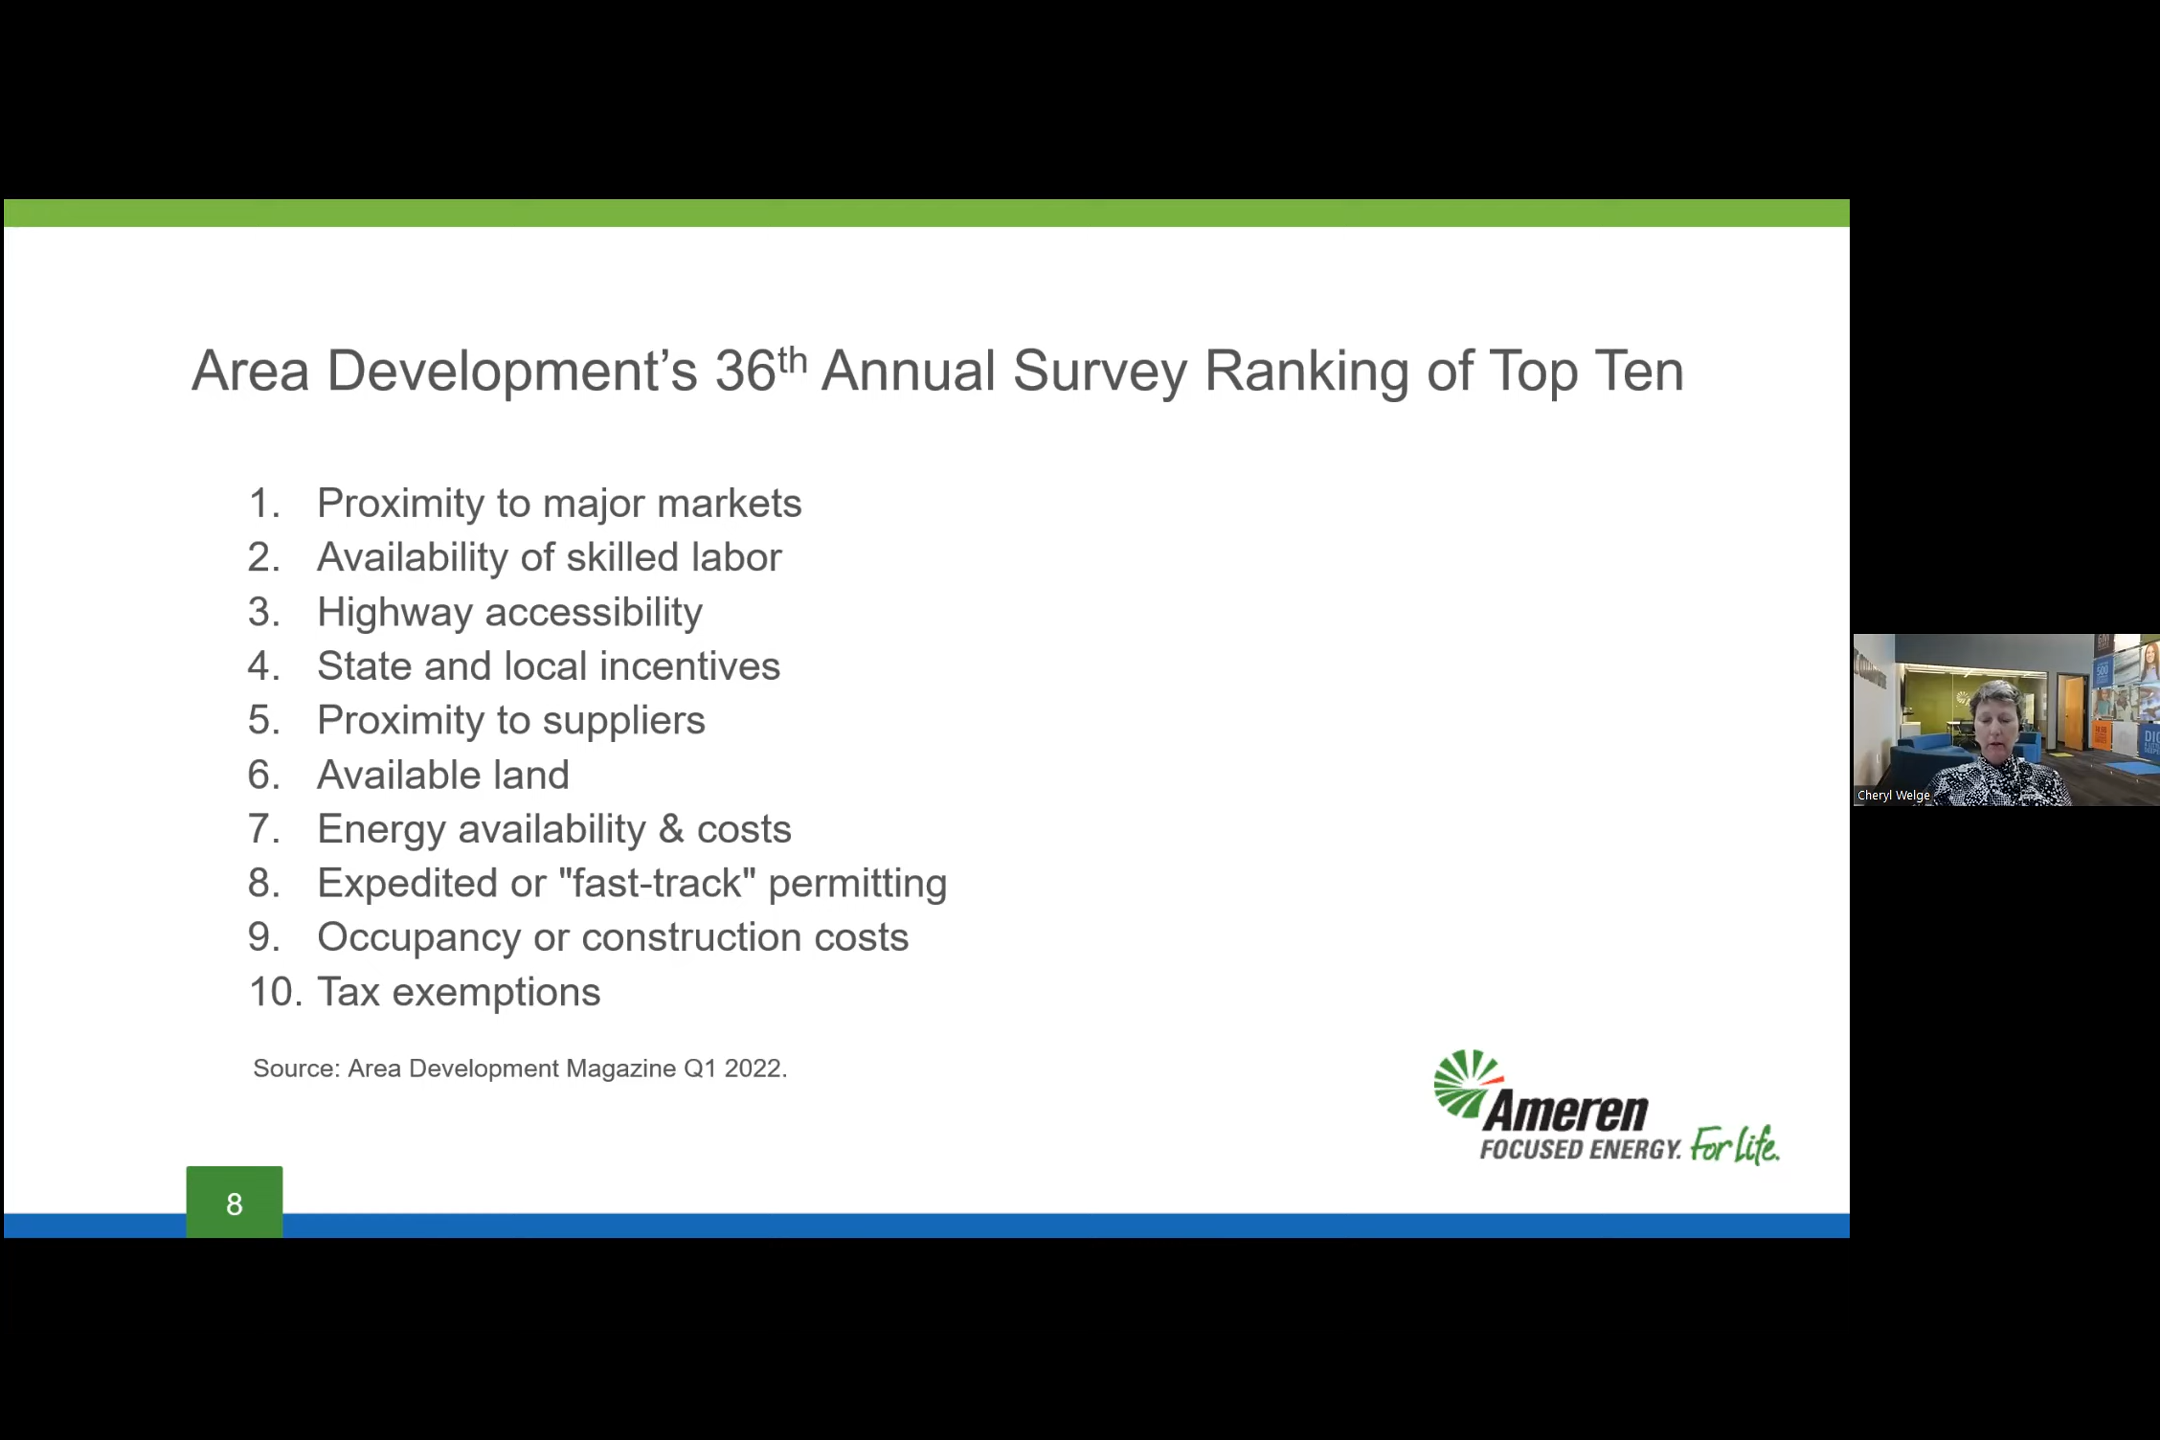 Area Development’s 36th Annual Survey Ranking of Top Ten
1. Proximity to major markets
2. Availability of skilled labor
3. Highway accessibility
4. State and local incentives
5. Proximity to suppliers
6. Available land
7. Energy availability & costs
8. Expedited or "fast-track" permitting
9. Occupancy or construction costs
10. Tax exemptions
Source: Area Development Magazine Q1 2022.
Ameren
FOCUSED ENERGY. For Life.
8
Cheryl Welge